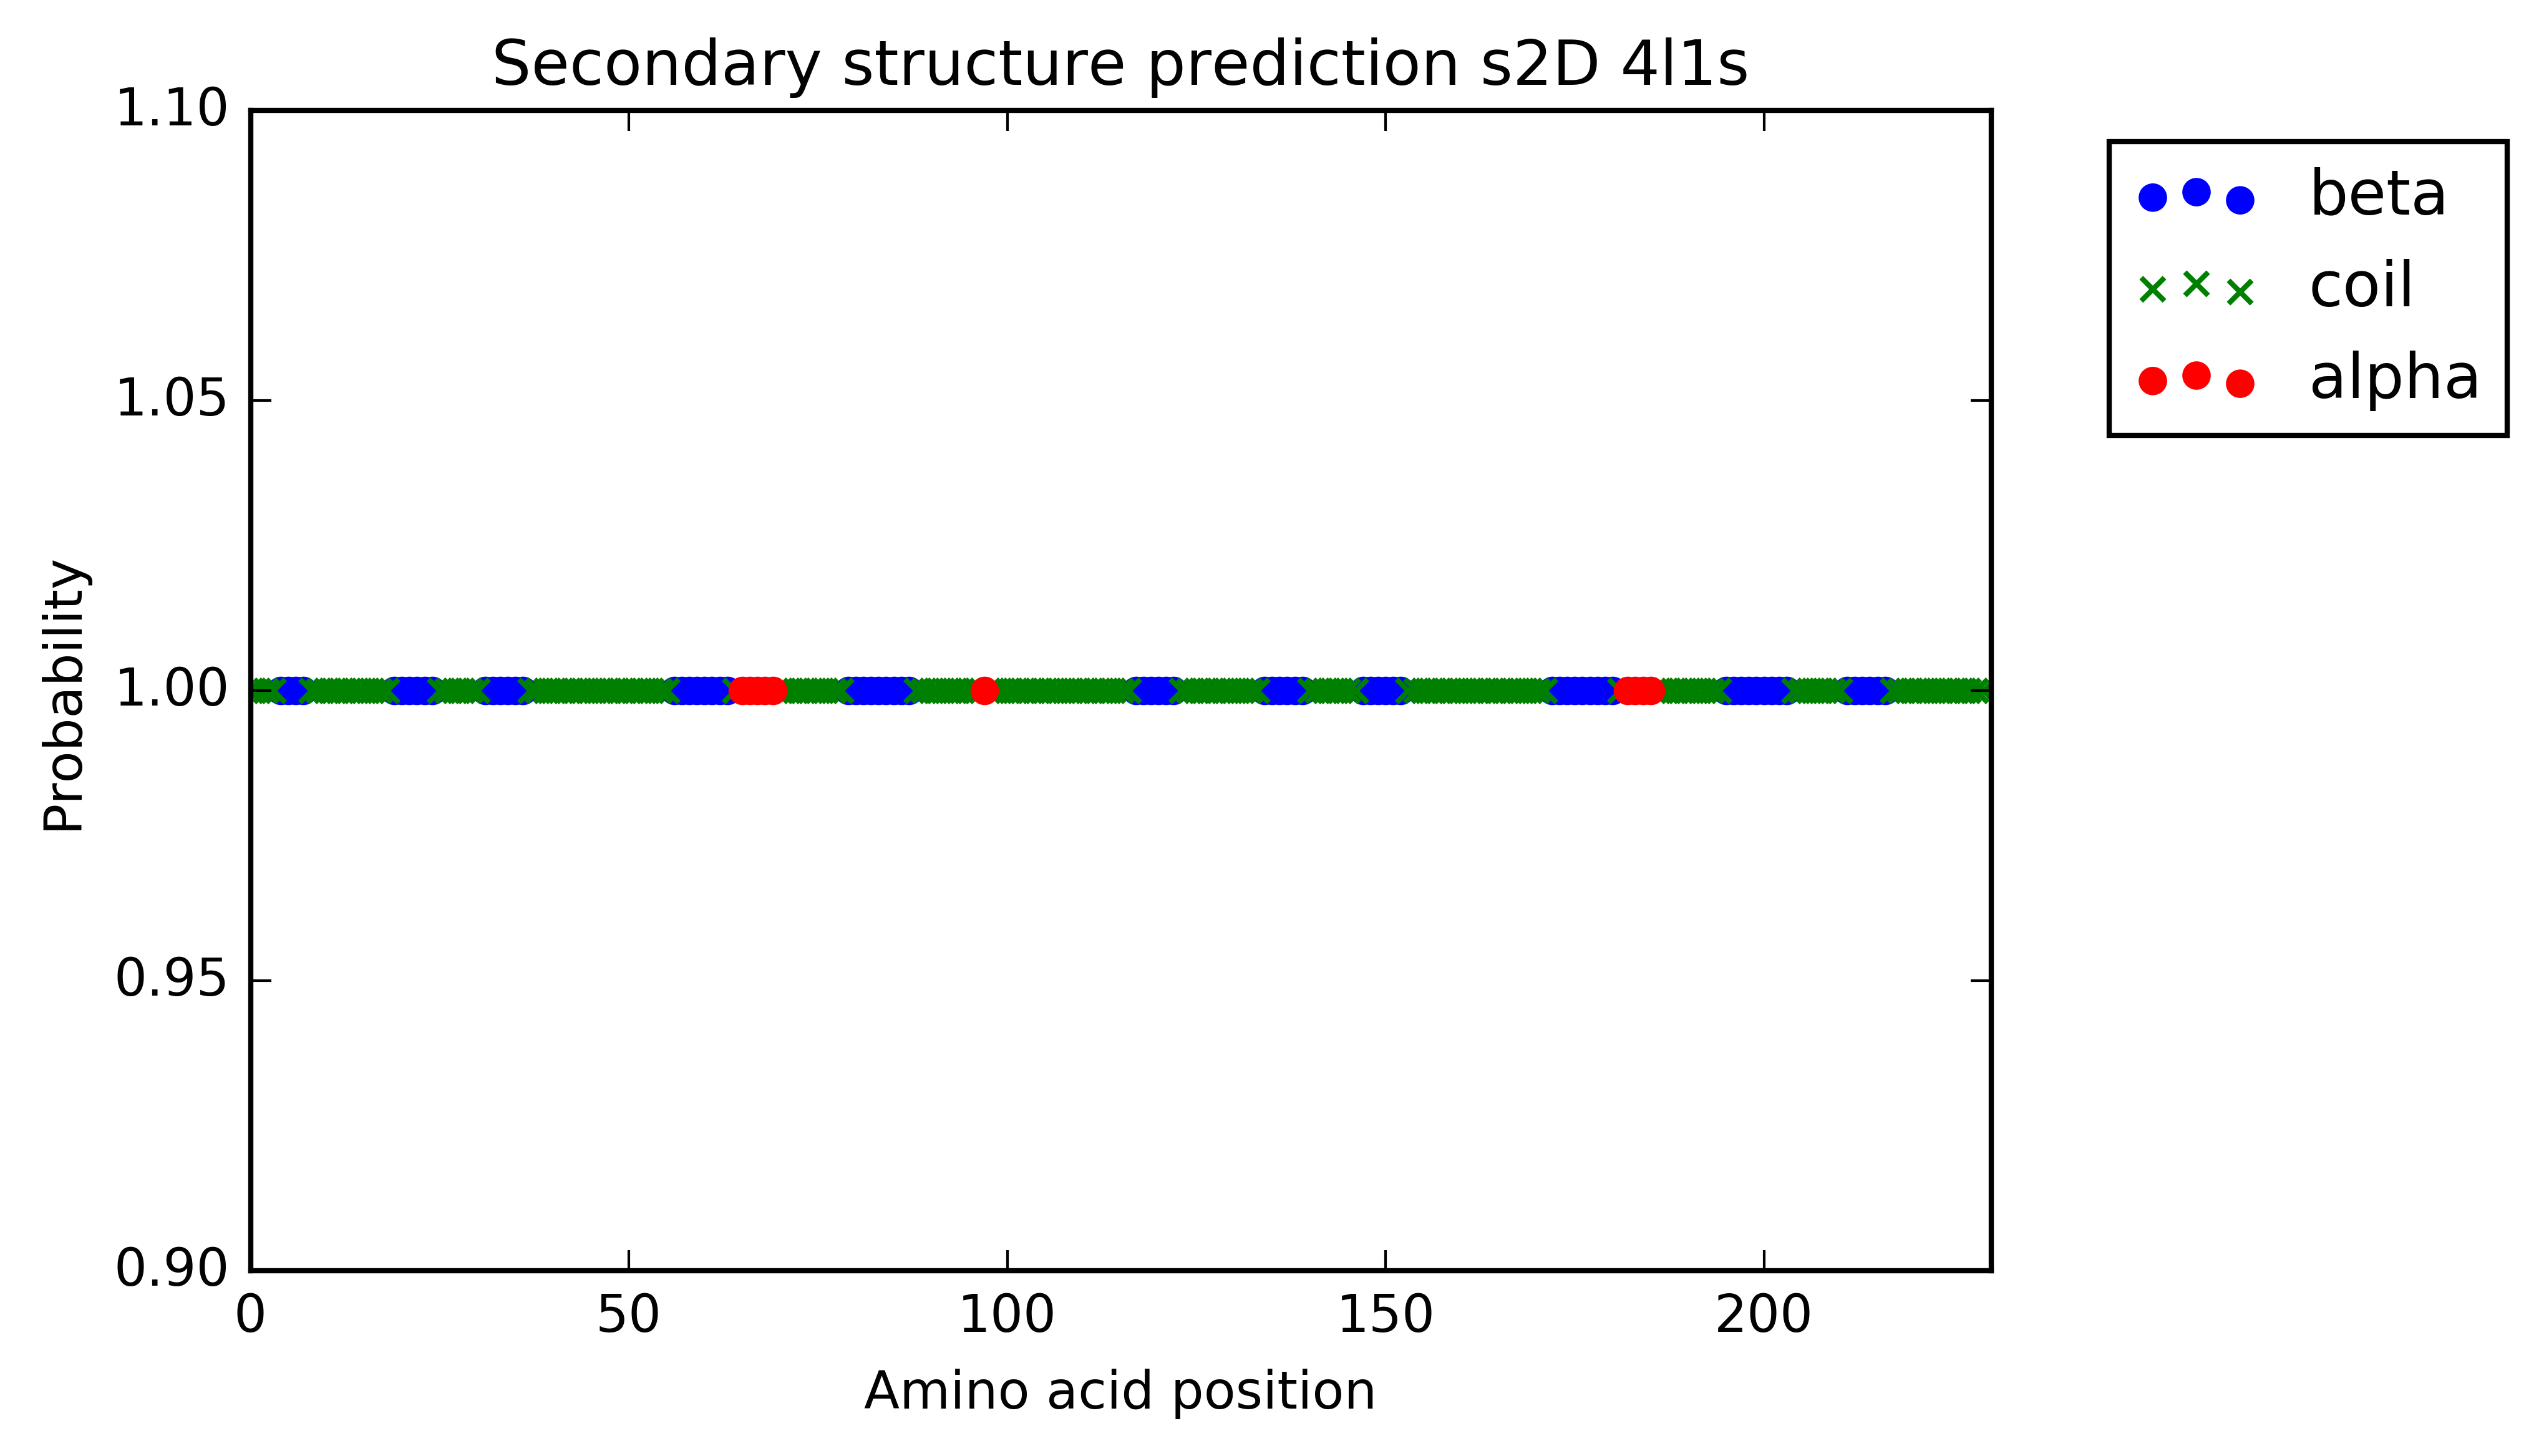 Secondary structure prediction s2D 4l1s
1.10
1.05
1.00
0.95
0.90
Probability
0 50 100 150 200
Amino acid position
beta
coil
alpha